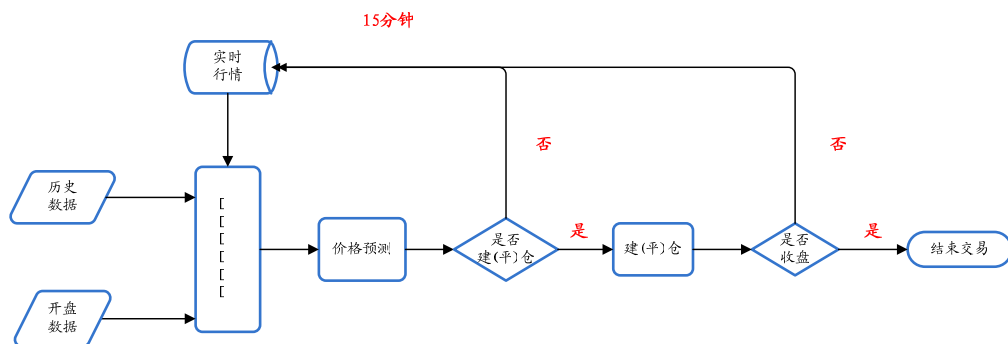 15分钟
实时
行情
否
否
历史
数据
[
[
[
[
[
[
价格预测
是否
建(平)仓
是
建(平)仓
是否
收盘
是
结束交易
开盘
数据